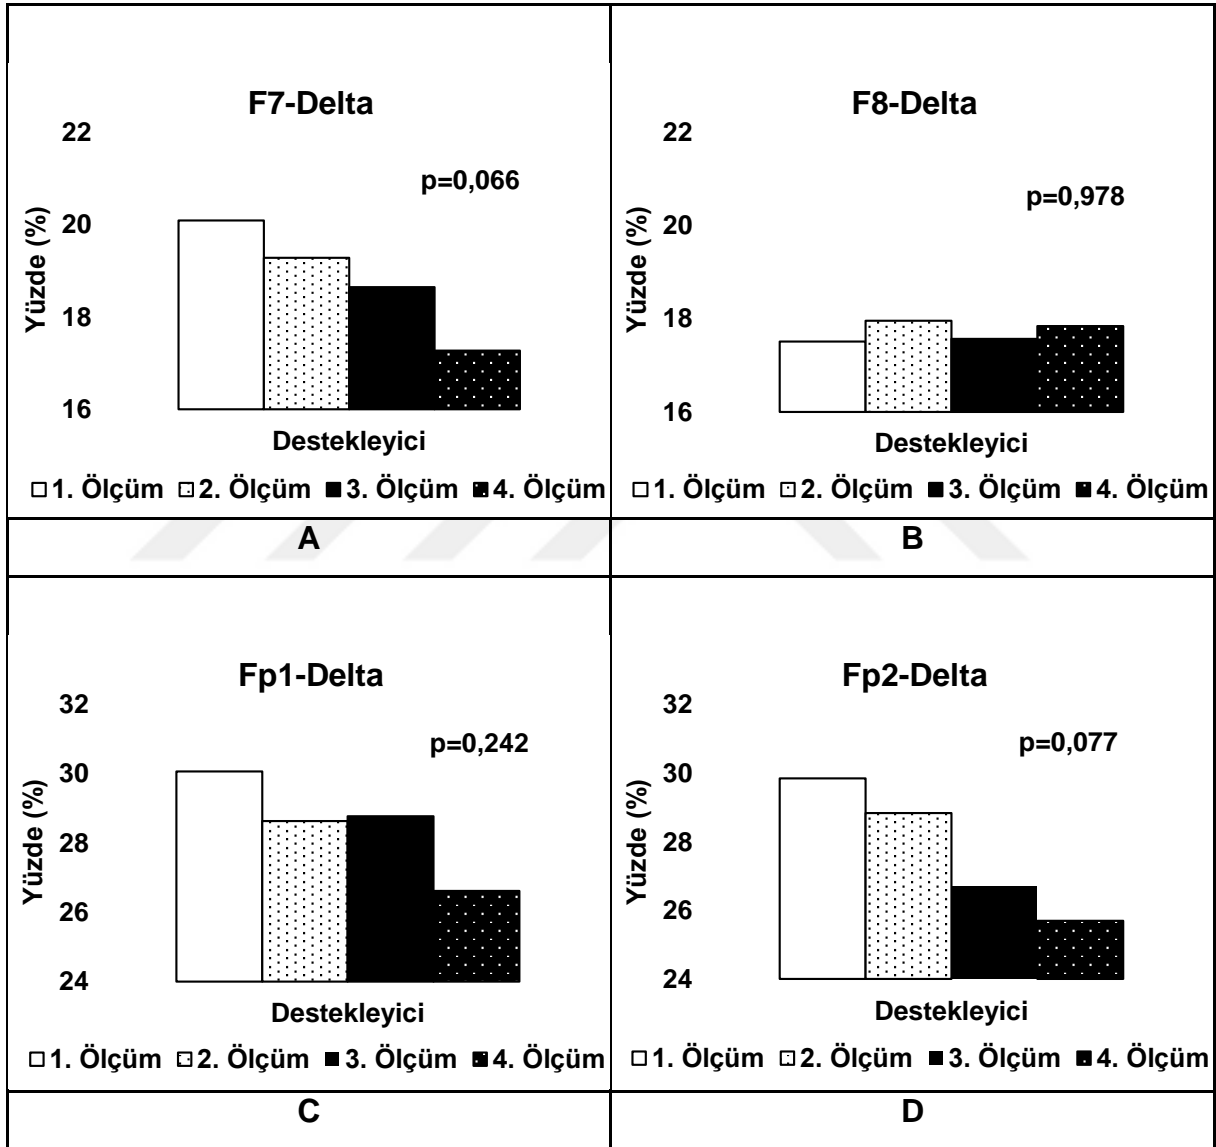 F7-Delta
22
20
18
16
Yüzde (%)
p=0,066
Destekleyici
1. Ölçüm 2. Ölçüm 3. Ölçüm 4. Ölçüm
A
F8-Delta
22
20
18
16
Yüzde (%)
p=0,978
Destekleyici
1. Ölçüm 2. Ölçüm 3. Ölçüm 4. Ölçüm
B
Fp1-Delta
32
30
28
26
24
Yüzde (%)
p=0,242
Destekleyici
1. Ölçüm 2. Ölçüm 3. Ölçüm 4. Ölçüm
C
Fp2-Delta
32
30
28
26
24
Yüzde (%)
p=0,077
Destekleyici
1. Ölçüm 2. Ölçüm 3. Ölçüm 4. Ölçüm
D